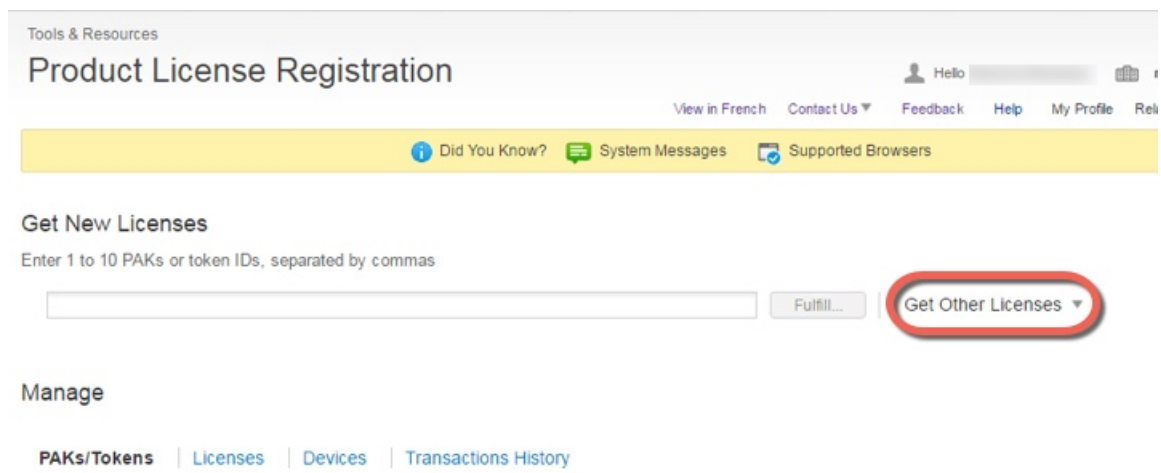 Tools & Resources
Product License Registration
Hello
View in French Contact Us Feedback Help My Profile
Did You Know? System Messages Supported Browsers
Get New Licenses
Enter 1 to 10 PAKs or token IDs, separated by commas
Fulfill... Get Other Licenses
Manage
PAKs/Tokens Licenses Devices Transactions History